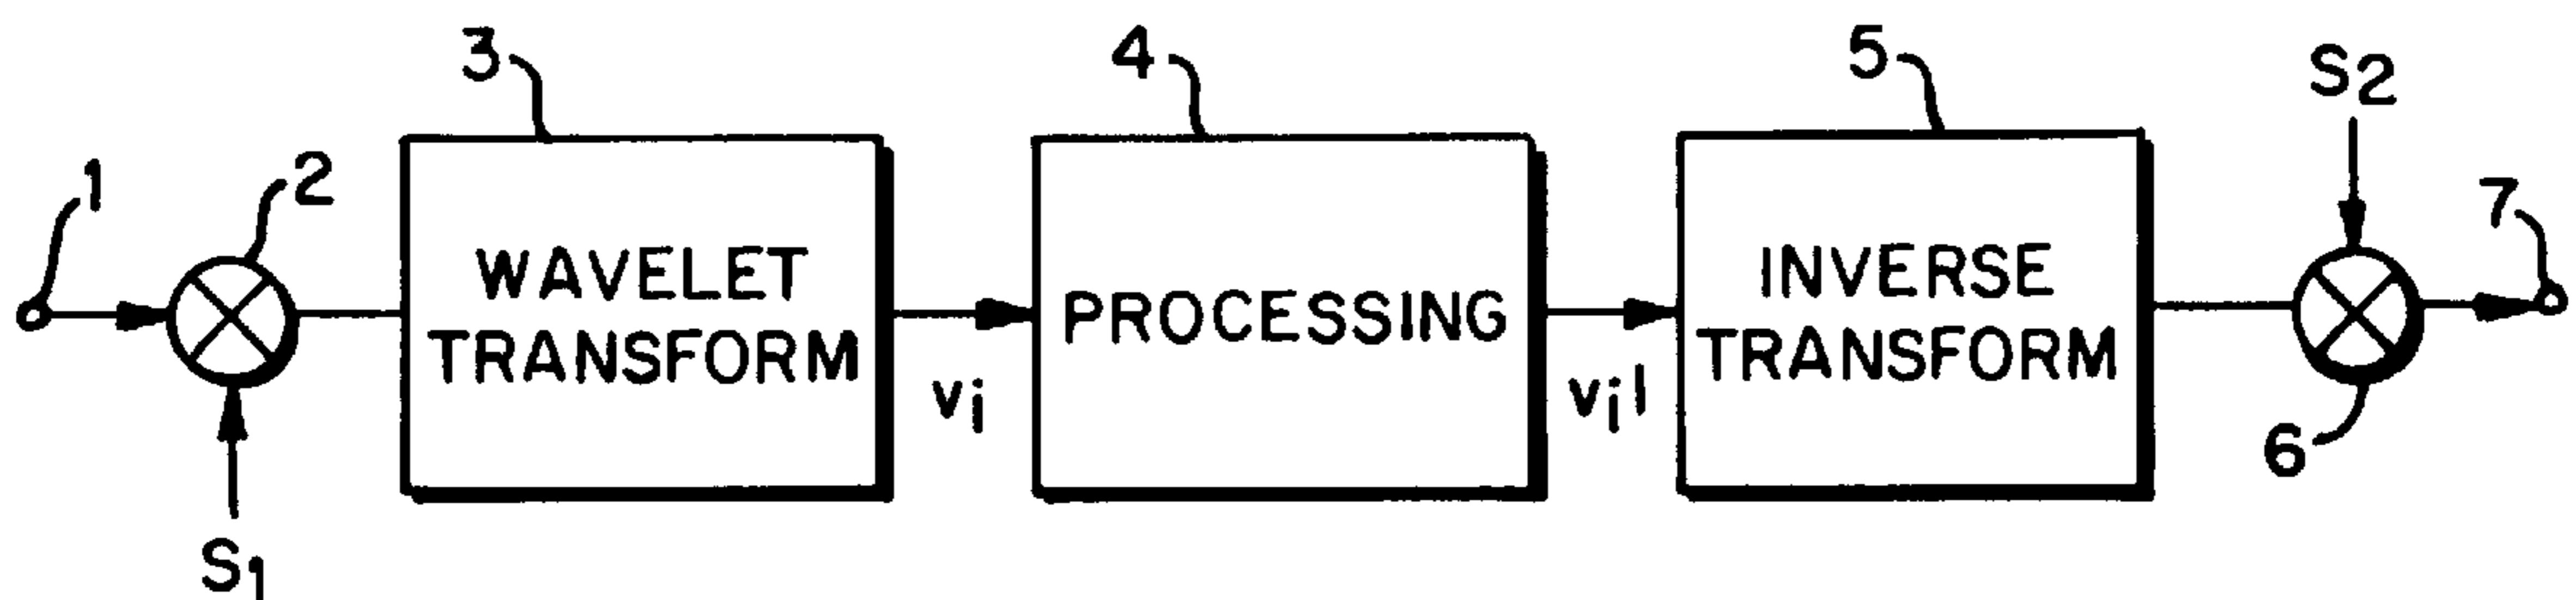 3
4
5
S2
1
2
7
WAVELET
TRANSFORM
PROCESSING
INVERSE
TRANSFORM
vi
vi'
6
S1